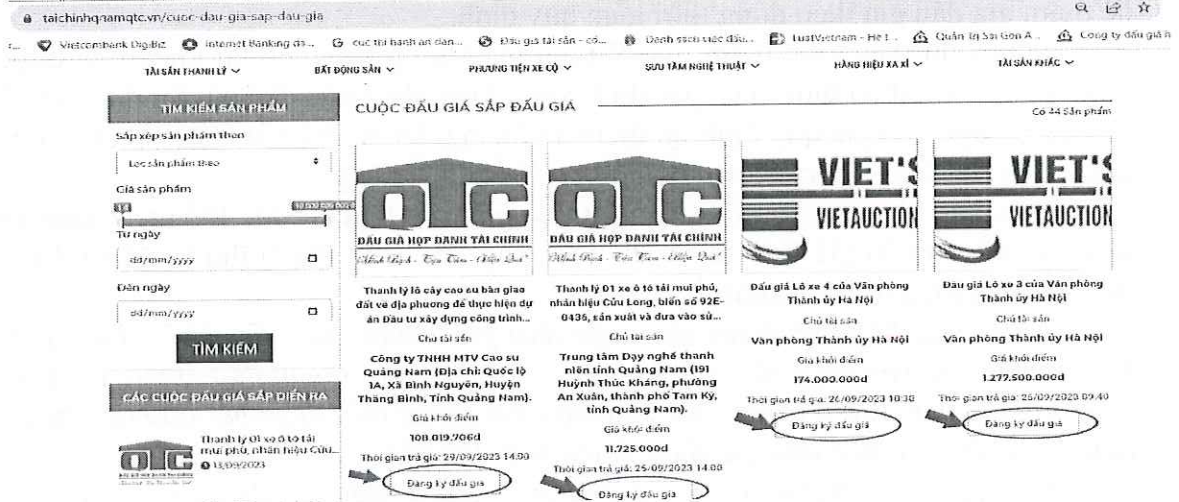 taichinhqnamqtc.vn/cuoc-dau-gia-sap-dau-gia
Vietcombank DigiBiz
Internet Banking dà...
cục thi hành án dân...
Đấu giá tài sản - cô...
Danh sách việc đấu...
LuatVietnam - Hệ t...
Quản trị Sài Gòn A...
Công ty đấu giá h
TÀI SẢN THANH LÝ
BẤT ĐỘNG SẢN
PHƯƠNG TIỆN XE CỘ
SƯU TẦM NGHỆ THUẬT
HÀNG HIỆU XA XỈ
TÀI SẢN KHÁC
TÌM KIẾM SẢN PHẨM
Sắp xếp sản phẩm theo
Lọc sản phẩm theo
Giá sản phẩm
Từ ngày
dd/mm/yyyy
Đến ngày
dd/mm/yyyy
TÌM KIẾM
CÁC CUỘC ĐẤU GIÁ SẮP DIỄN RA
QTC
Thanh lý 01 xe ô tô tải
mui phủ, nhãn hiệu Cửu...
13/09/2023
CUỘC ĐẤU GIÁ SẮP ĐẤU GIÁ
Có 44 Sản phẩm
QTC
ĐẤU GIÁ HỢP DANH TÀI CHÍNH
Thanh lý lô cây cao su bàn giao
đất về địa phương để thực hiện dự
án Đầu tư xây dựng công trình...
Chủ tài sản
Công ty TNHH MTV Cao su
Quảng Nam (Địa chỉ: Quốc lộ
1A, Xã Bình Nguyên, Huyện
Thăng Bình, Tỉnh Quảng Nam).
Giá khởi điểm
108.019.706đ
Thời gian trả giá: 29/09/2023 14:00
Đăng ký đấu giá
QTC
ĐẤU GIÁ HỢP DANH TÀI CHÍNH
Thanh lý 01 xe ô tô tải mui phủ,
nhãn hiệu Cửu Long, biển số 92E-
0436, sản xuất và đưa vào sử...
Chủ tài sản
Trung tâm Dạy nghề thanh
niên tỉnh Quảng Nam (191
Huỳnh Thúc Kháng, phường
An Xuân, thành phố Tam Kỳ,
tỉnh Quảng Nam).
Giá khởi điểm
11.725.000đ
Thời gian trả giá: 25/09/2023 14:00
Đăng ký đấu giá
VIET'S
VIETAUCTION
Đấu giá Lô xe 4 của Văn phòng
Thành ủy Hà Nội
Chủ tài sản
Văn phòng Thành ủy Hà Nội
Giá khởi điểm
174.000.000đ
Thời gian trả giá: 26/09/2023 10:30
Đăng ký đấu giá
VIET'S
VIETAUCTION
Đấu giá Lô xe 3 của Văn phòng
Thành ủy Hà Nội
Chủ tài sản
Văn phòng Thành ủy Hà Nội
Giá khởi điểm
1.277.500.000đ
Thời gian trả giá: 26/09/2023 09:40
Đăng ký đấu giá